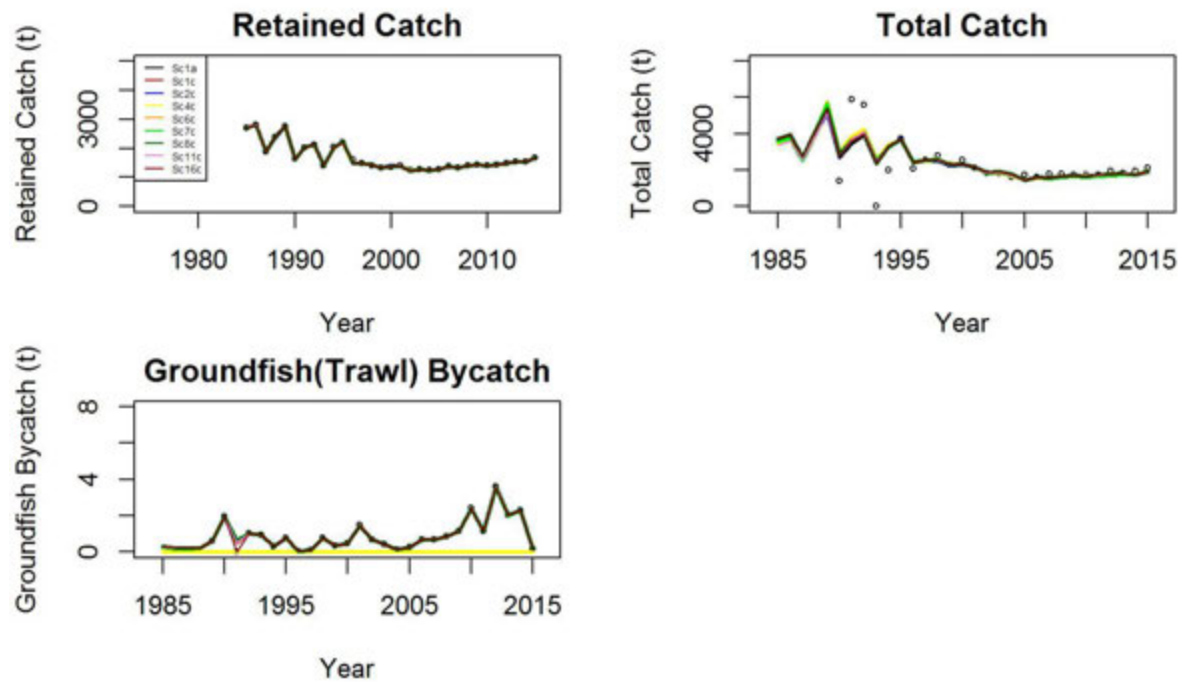 Retained Catch
Retained Catch (t)
3000
0
Sc1a
Sc1c
Sc2c
Sc4c
Sc6c
Sc7c
Sc8c
Sc11c
Sc16c
1980 1990 2000 2010
Year
Total Catch
Total Catch (t)
4000
0
1985 1995 2005 2015
Year
Groundfish(Trawl) Bycatch
Groundfish Bycatch (t)
8
4
0
1985 1995 2005 2015
Year